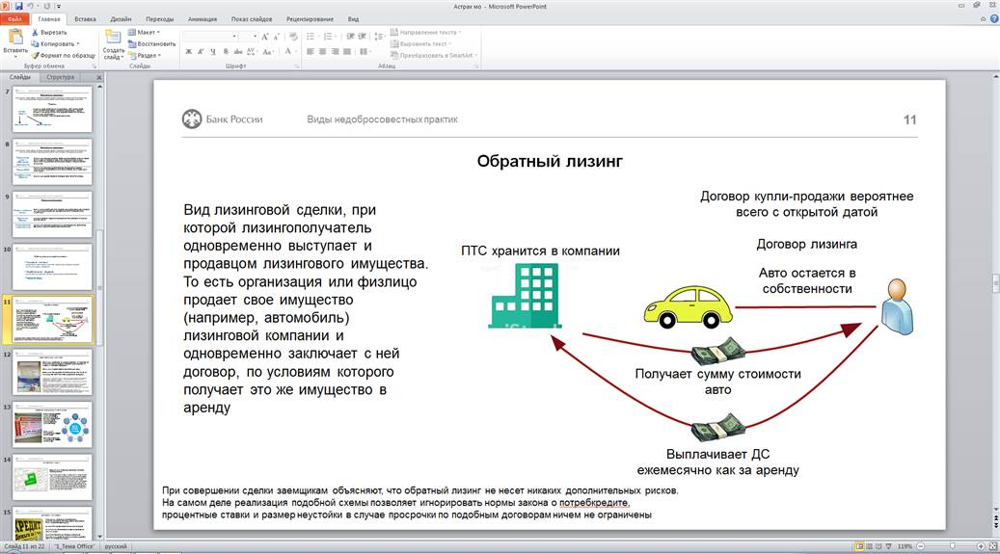 Астрах мо - Microsoft PowerPoint
Файл Главная Вставка Дизайн Переходы Анимация Показ слайдов Рецензирование Вид
Вставить
Вырезать
Копировать
Формат по образцу
Буфер обмена
Создать слайд
Макет
Восстановить
Раздел
Слайды
Шрифт
Направление текста
Выровнять текст
Преобразовать в SmartArt
Абзац
Слайды Структура
7
8
9
10
11
12
13
14
15
КРЕДИТ
Банк России
Виды недобросовестных практик
11
Обратный лизинг
Вид лизинговой сделки, при
которой лизингополучатель
одновременно выступает и
продавцом лизингового имущества.
То есть организация или физлицо
продает свое имущество
(например, автомобиль)
лизинговой компании и
одновременно заключает с ней
договор, по условиям которого
получает это же имущество в
аренду
Договор купли-продажи вероятнее
всего с открытой датой
Договор лизинга
ПТС хранится в компании
Авто остается в
собственности
Получает сумму стоимости
авто
Выплачивает ДС
ежемесячно как за аренду
При совершении сделки заемщикам объясняют, что обратный лизинг не несет никаких дополнительных рисков.
На самом деле реализация подобной схемы позволяет игнорировать нормы закона о потребкредите,
процентные ставки и размер неустойки в случае просрочки по подобным договорам ничем не ограничены
Слайд 11 из 22 "1_Тема Office" русский 119%